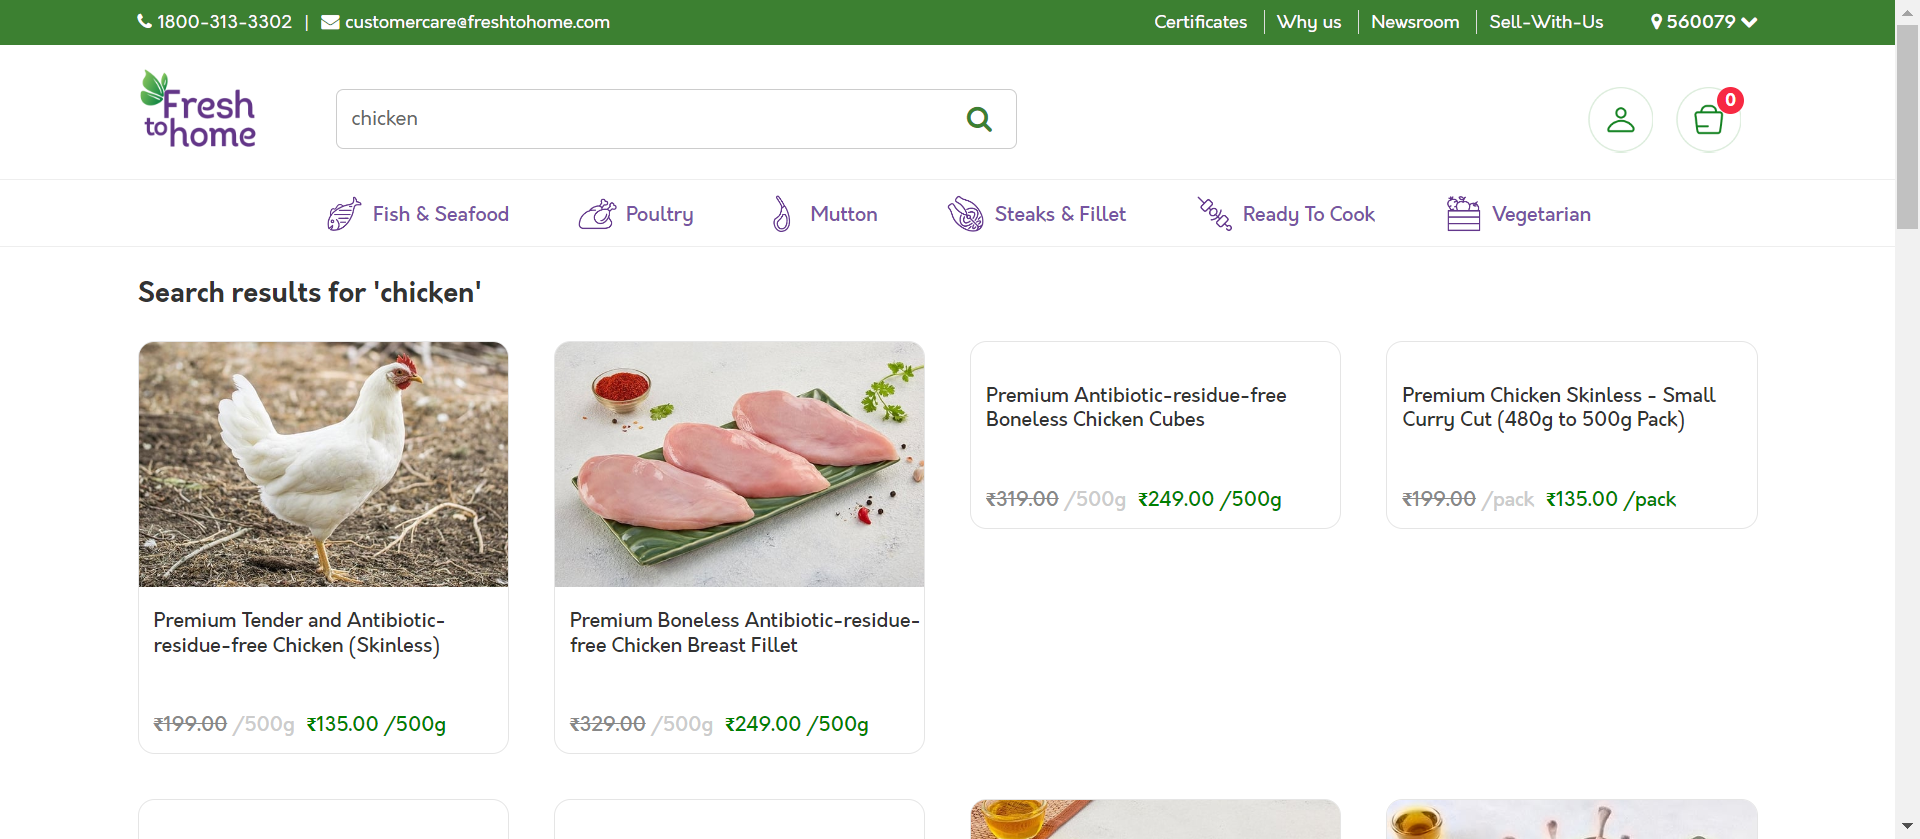 1800-313-3302 | customercare@freshtohome.com
Certificates
Why us
Newsroom
Sell-With-Us
560079
Fresh
to home
chicken
0
Fish & Seafood
Poultry
Mutton
Steaks & Fillet
Ready To Cook
Vegetarian
Search results for 'chicken'
Premium Tender and Antibiotic-
residue-free Chicken (Skinless)
₹199.00 /500g ₹135.00 /500g
Premium Boneless Antibiotic-residue-
free Chicken Breast Fillet
₹329.00 /500g ₹249.00 /500g
Premium Antibiotic-residue-free
Boneless Chicken Cubes
₹319.00 /500g ₹249.00 /500g
Premium Chicken Skinless - Small
Curry Cut (480g to 500g Pack)
₹199.00 /pack ₹135.00 /pack